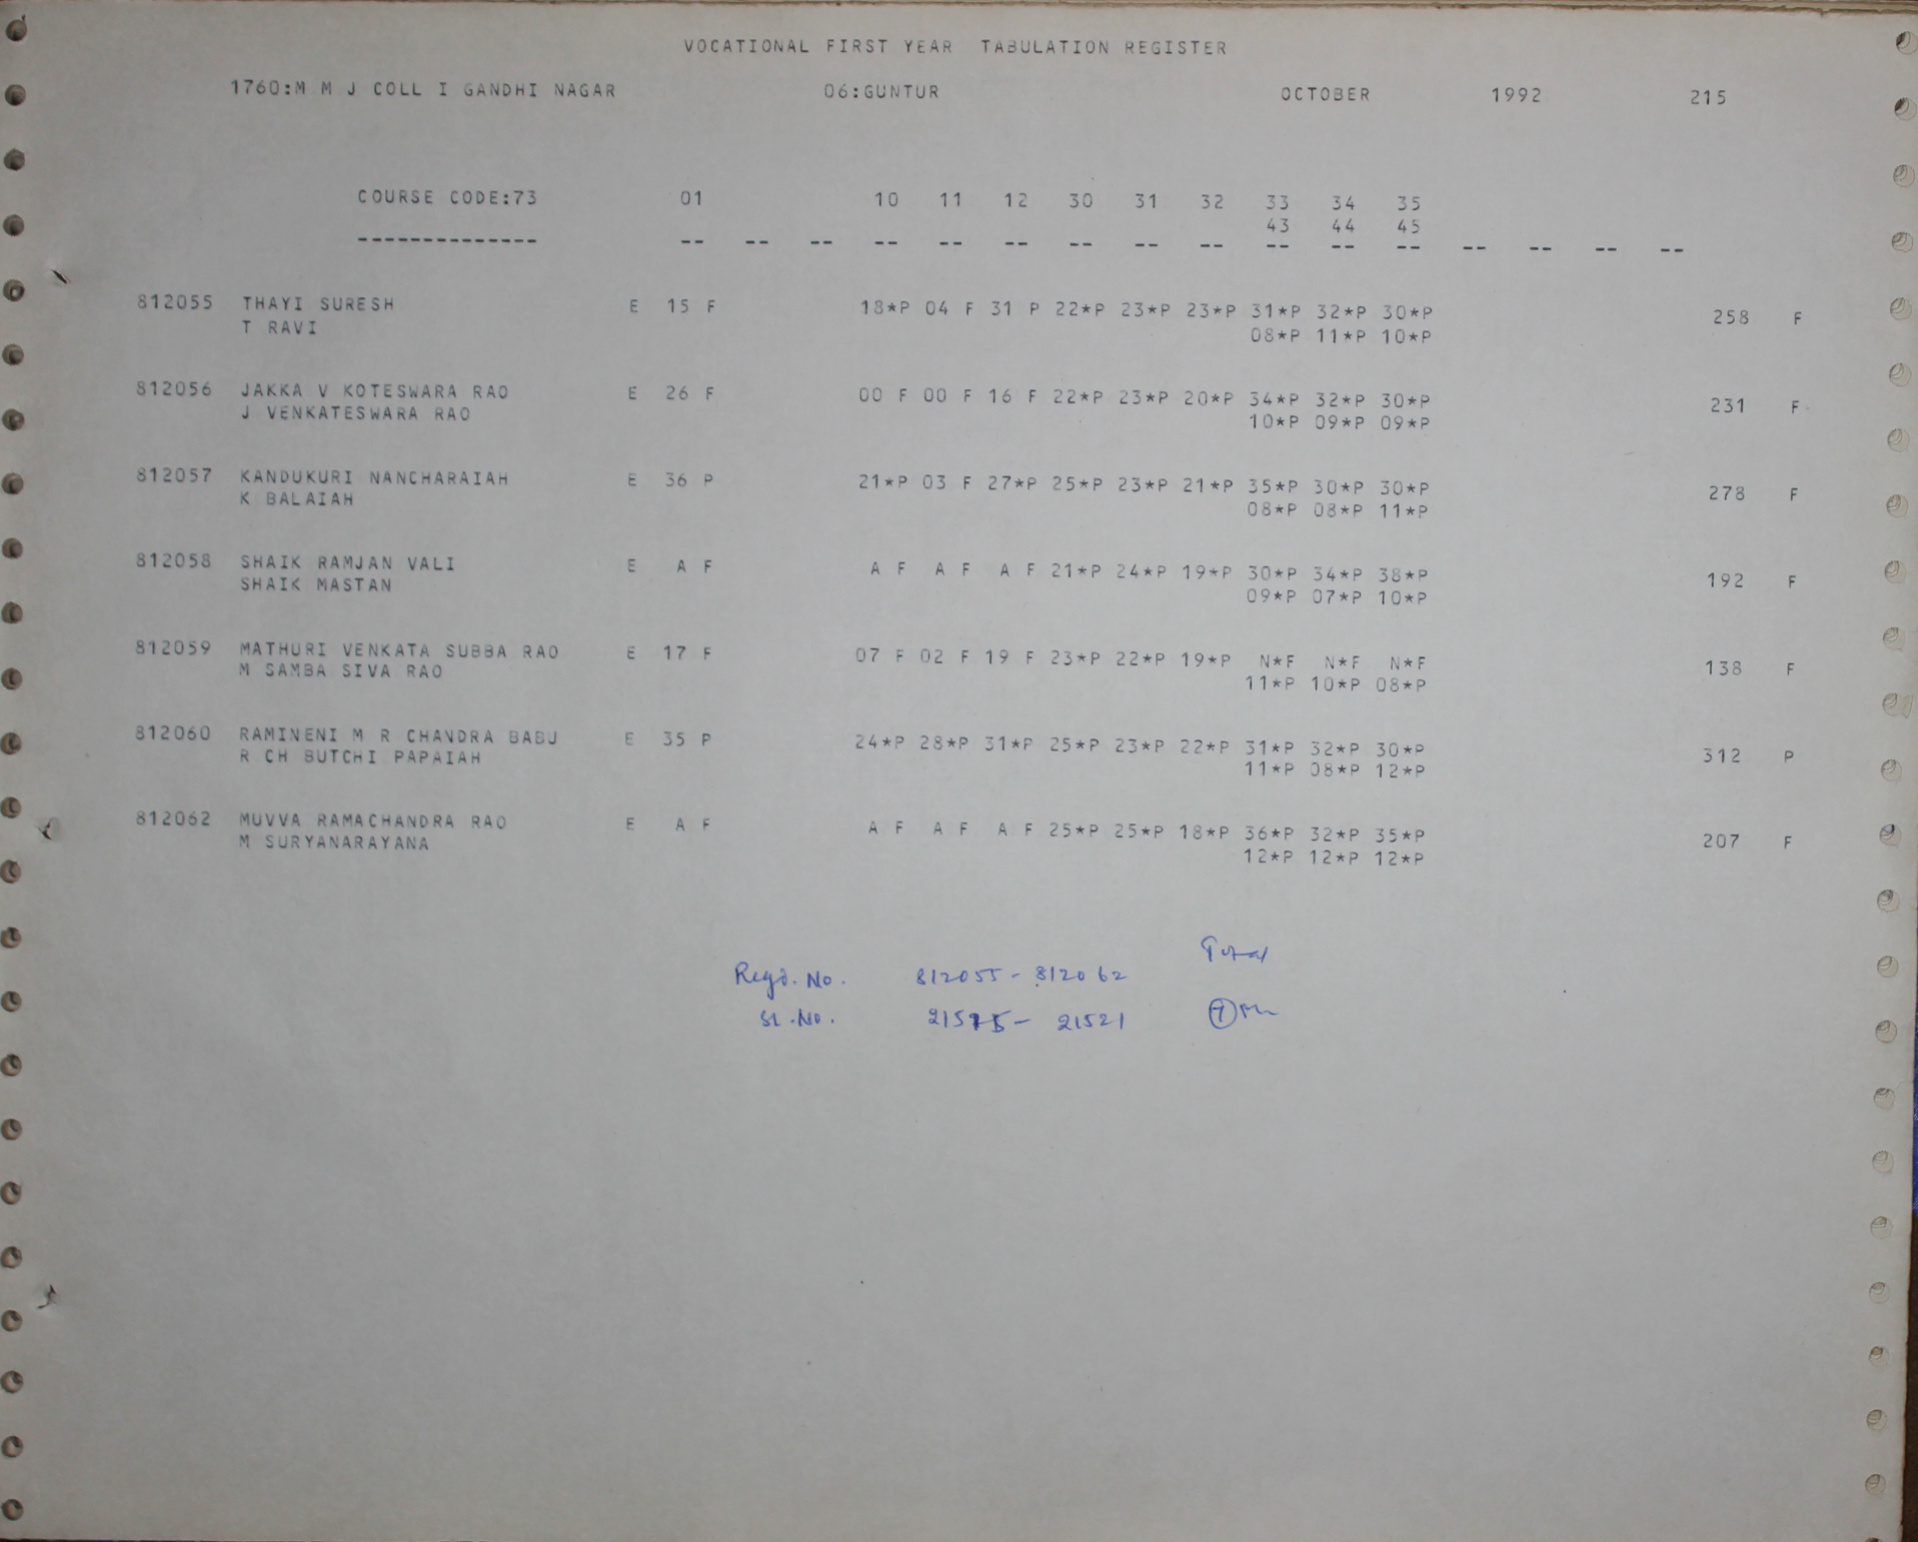 VOCATIONAL FIRST YEAR TABULATION REGISTER
1760:M M J COLL I GANDHI NAGAR 06:GUNTUR OCTOBER 1992 215
COURSE CODE:73 01 10 11 12 30 31 32 33 34 35
43 44 45
-------------- -- -- -- -- -- -- -- -- -- -- -- -- -- -- -- --
812055 THAYI SURESH E 15 F 18*P 04 F 31 P 22*P 23*P 23*P 31*P 32*P 30*P 258 F
T RAVI 08*P 11*P 10*P
812056 JAKKA V KOTESWARA RAO E 26 F 00 F 00 F 16 F 22*P 23*P 20*P 34*P 32*P 30*P 231 F
J VENKATESWARA RAO 10*P 09*P 09*P
812057 KANDUKURI NANCHARAIAH E 36 P 21*P 03 F 27*P 25*P 23*P 21*P 35*P 30*P 30*P 278 F
K BALAIAH 08*P 08*P 11*P
812058 SHAIK RAMJAN VALI E A F A F A F A F 21*P 24*P 19*P 30*P 34*P 38*P 192 F
SHAIK MASTAN 09*P 07*P 10*P
812059 MATHURI VENKATA SUBBA RAO E 17 F 07 F 02 F 19 F 23*P 22*P 19*P N*F N*F N*F 138 F
M SAMBA SIVA RAO 11*P 10*P 08*P
812060 RAMINENI M R CHANDRA BABU E 35 P 24*P 28*P 31*P 25*P 23*P 22*P 31*P 32*P 30*P 312 P
R CH BUTCHI PAPAIAH 11*P 08*P 12*P
812062 MUVVA RAMACHANDRA RAO E A F A F A F A F 25*P 25*P 18*P 36*P 32*P 35*P 207 F
M SURYANARAYANA 12*P 12*P 12*P
Total
Regd. No. 812055 - 812062
Sl. No. 21515 - 21521 7